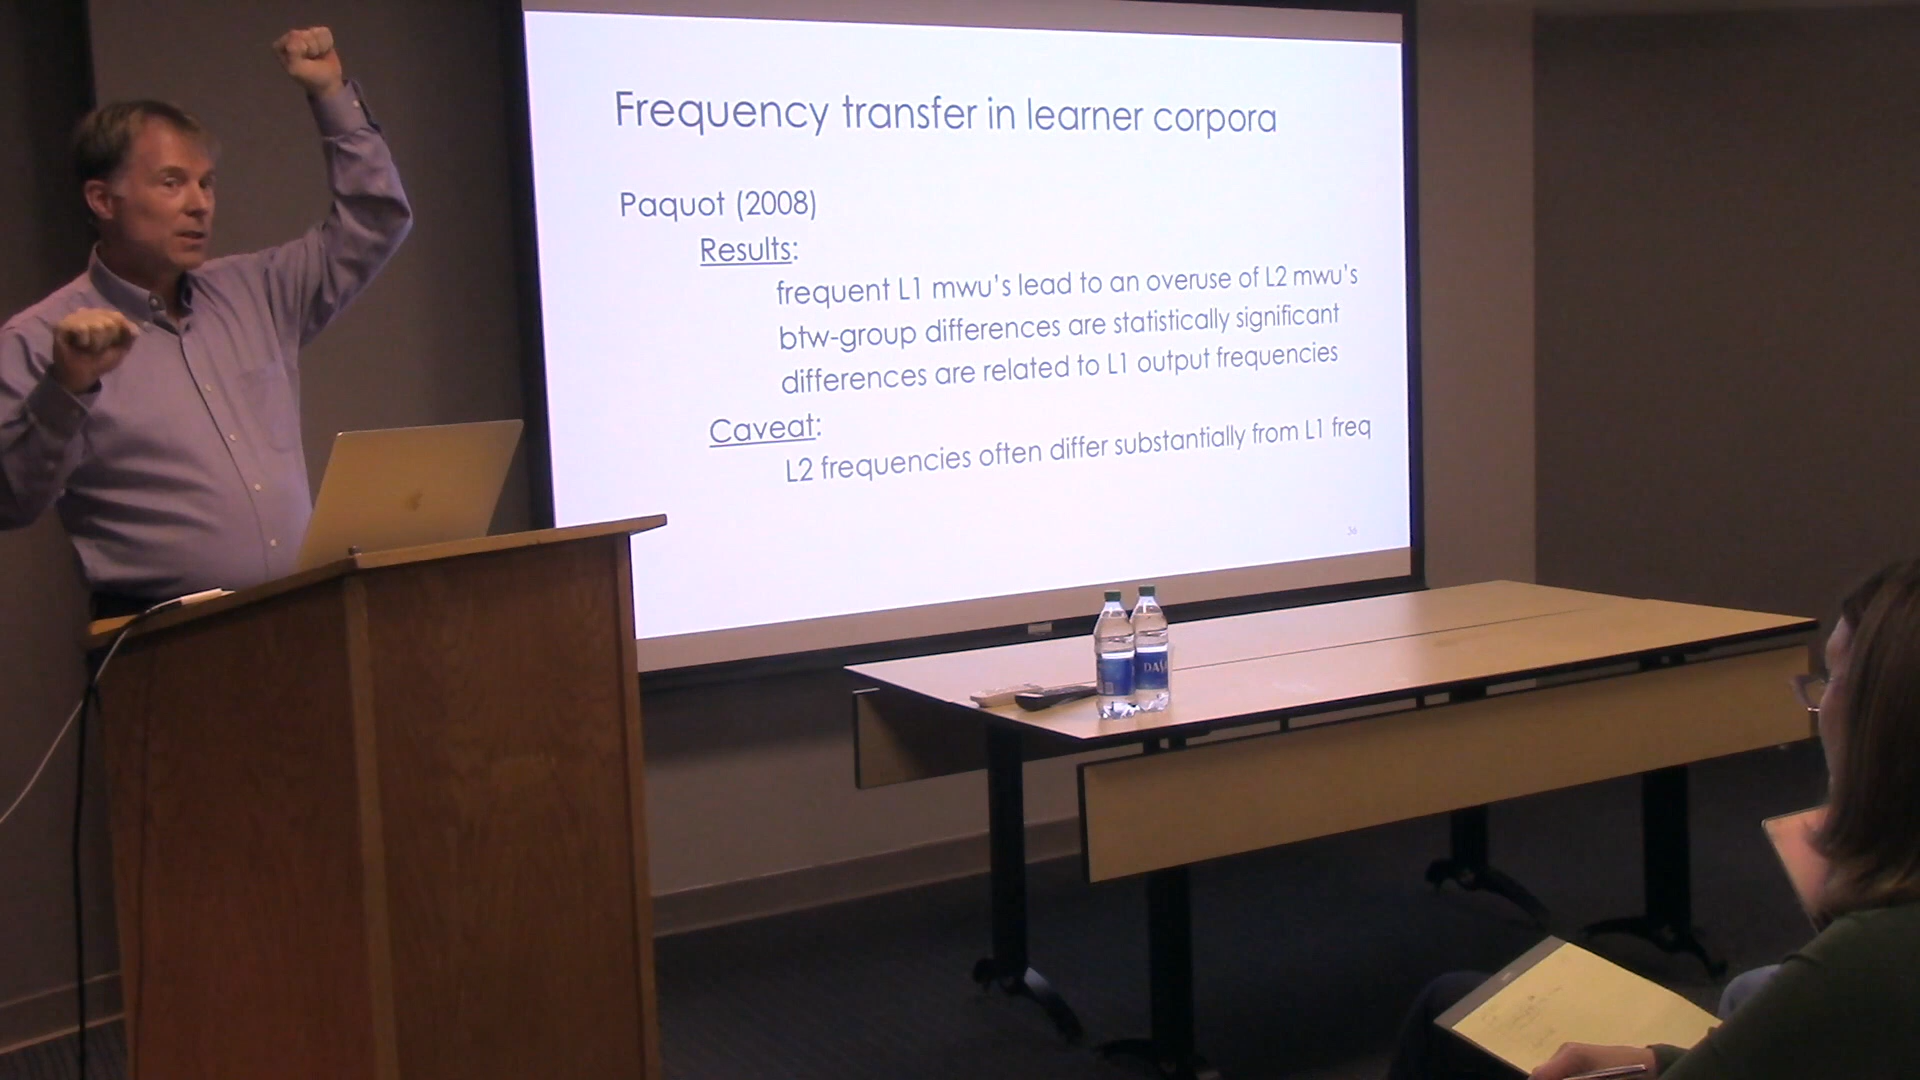 Frequency transfer in learner corpora
Paquot (2008)
Results:
frequent L1 mwu's lead to an overuse of L2 mwu's
btw-group differences are statistically significant
differences are related to L1 output frequencies
Caveat:
L2 frequencies often differ substantially from L1 freq
36